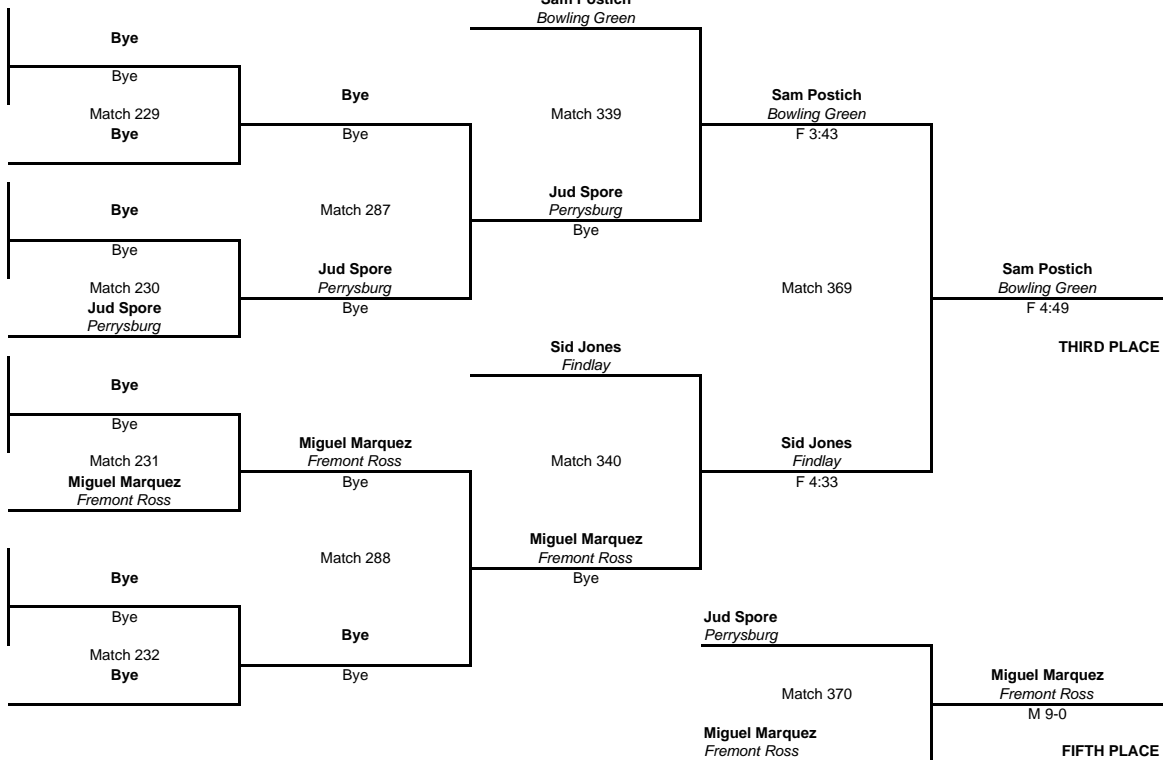 Sam Postich
Bowling Green
Bye
Bye
Match 229
Bye
Bye
Bye
Match 339
Sam Postich
Bowling Green
F 3:43
Bye
Bye
Match 230
Jud Spore
Perrysburg
Match 287
Jud Spore
Perrysburg
Bye
Jud Spore
Perrysburg
Bye
Match 369
Sam Postich
Bowling Green
F 4:49
THIRD PLACE
Sid Jones
Findlay
Bye
Bye
Match 231
Miguel Marquez
Fremont Ross
Miguel Marquez
Fremont Ross
Bye
Match 340
Sid Jones
Findlay
F 4:33
Match 288
Miguel Marquez
Fremont Ross
Bye
Bye
Bye
Match 232
Bye
Bye
Bye
Jud Spore
Perrysburg
Match 370
Miguel Marquez
Fremont Ross
Miguel Marquez
Fremont Ross
M 9-0
FIFTH PLACE